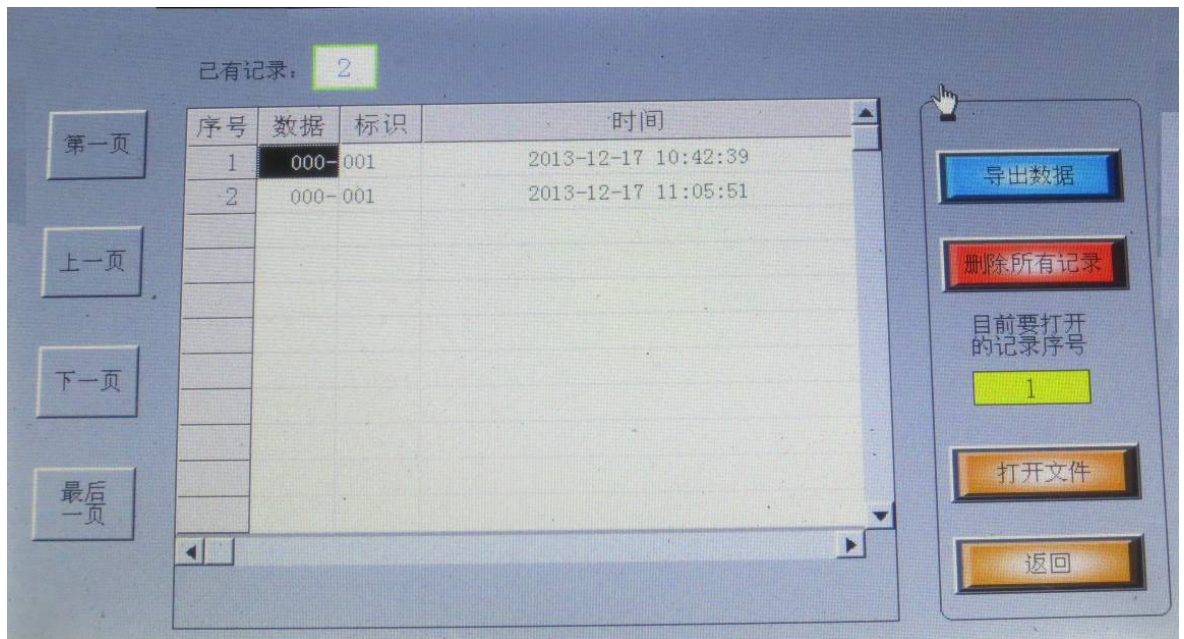 已有记录： 2
序号 数据 标识 时间
1 000- 001 2013-12-17 10:42:39
2 000- 001 2013-12-17 11:05:51
第一页
上一页
下一页
最后
一页
导出数据
删除所有记录
目前要打开
的记录序号
1
打开文件
返回